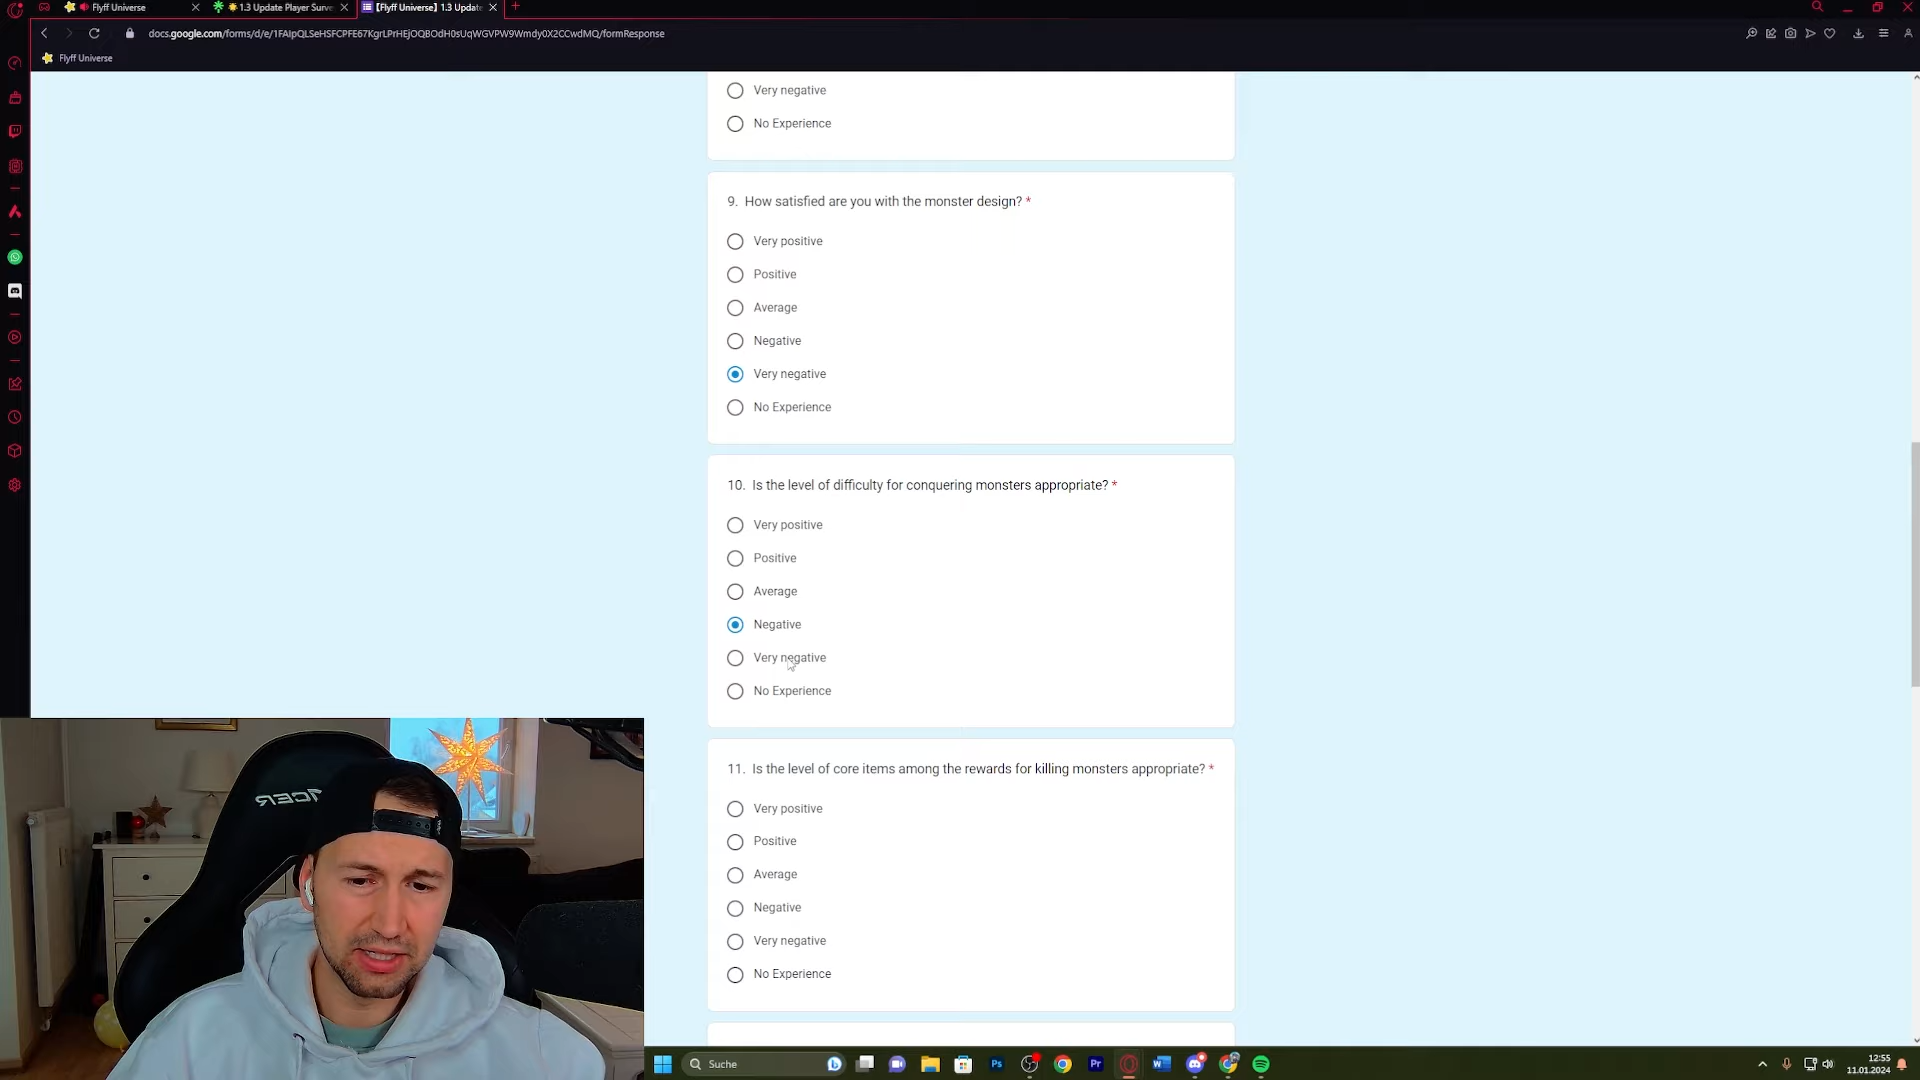 Flyff Universe
1.3 Update Player Surve
[Flyff Universe] 1.3 Update
docs.google.com/forms/d/e/1FAIpQLSeHSFCPFE67KgrLPrHEjOQBOdH0sUqWGVPW9Wmdy0X2CCwdMQ/formResponse
Flyff Universe
Very negative
No Experience
9. How satisfied are you with the monster design? *
Very positive
Positive
Average
Negative
Very negative
No Experience
10. Is the level of difficulty for conquering monsters appropriate? *
Very positive
Positive
Average
Negative
Very negative
No Experience
11. Is the level of core items among the rewards for killing monsters appropriate? *
Very positive
Positive
Average
Negative
Very negative
No Experience
Suche
Ps
Pr
12:55
11.01.2024